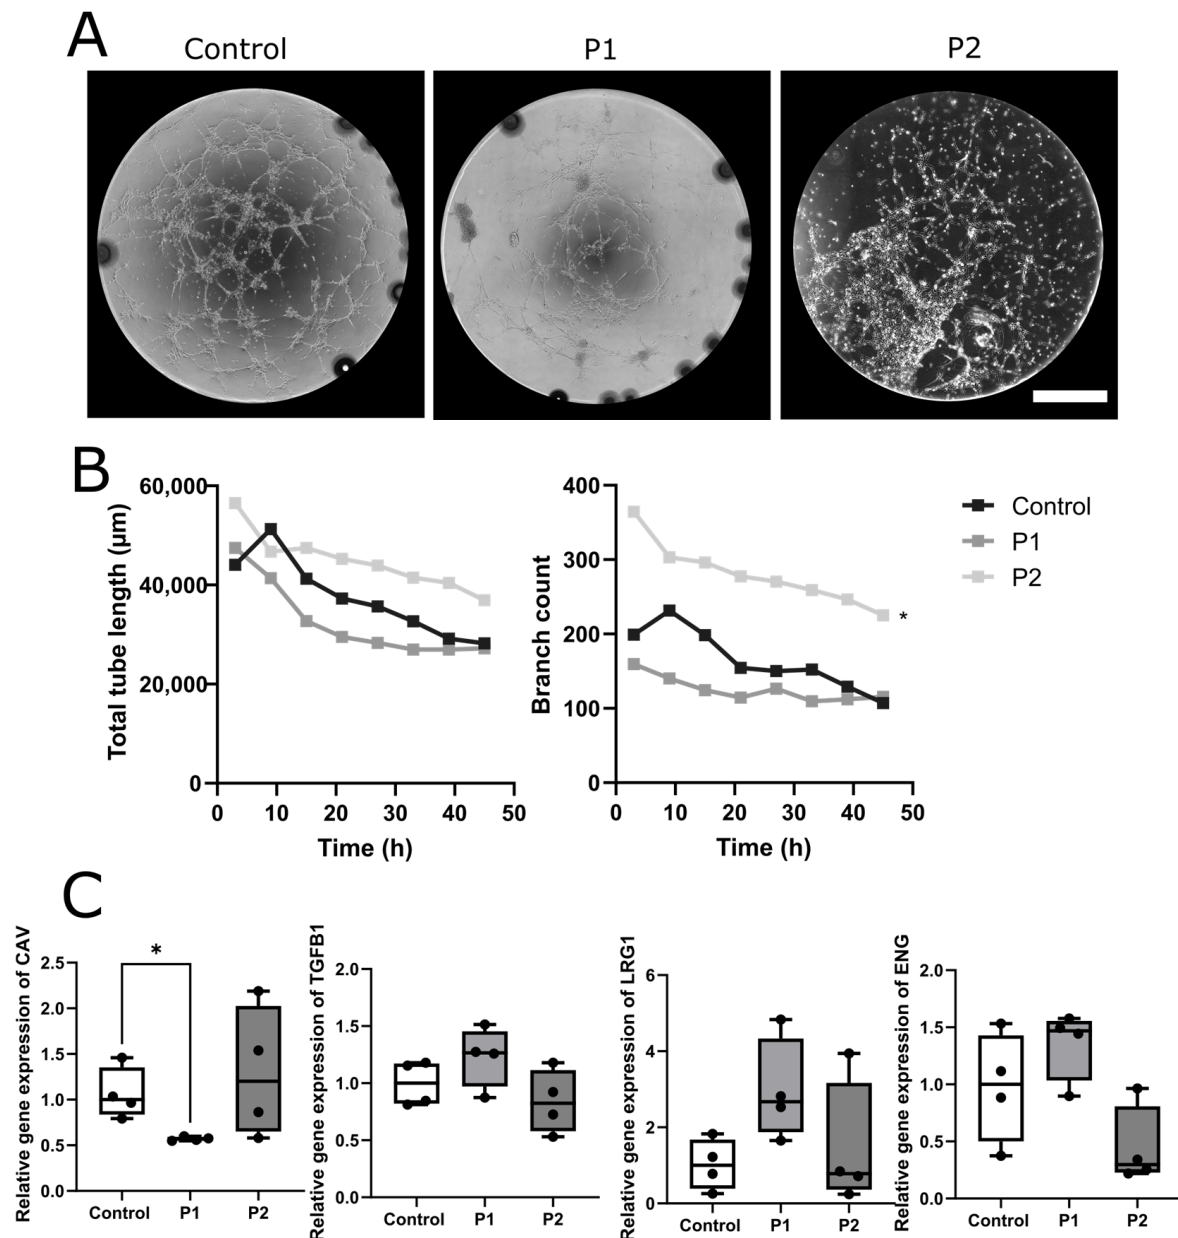 A
Control
P1
P2
B
Total tube length (µm)
60,000
40,000
20,000
0
0 10 20 30 40 50
Time (h)
Branch count
400
300
200
100
0
0 10 20 30 40 50
Time (h)
*
Control
P1
P2
C
Relative gene expression of CAV
2.5
2.0
1.5
1.0
0.5
0.0
*
Control P1 P2
Relative gene expression of TGFB1
2.0
1.5
1.0
0.5
0.0
Control P1 P2
Relative gene expression of LRG1
6
4
2
0
Control P1 P2
Relative gene expression of ENG
2.0
1.5
1.0
0.5
0.0
Control P1 P2